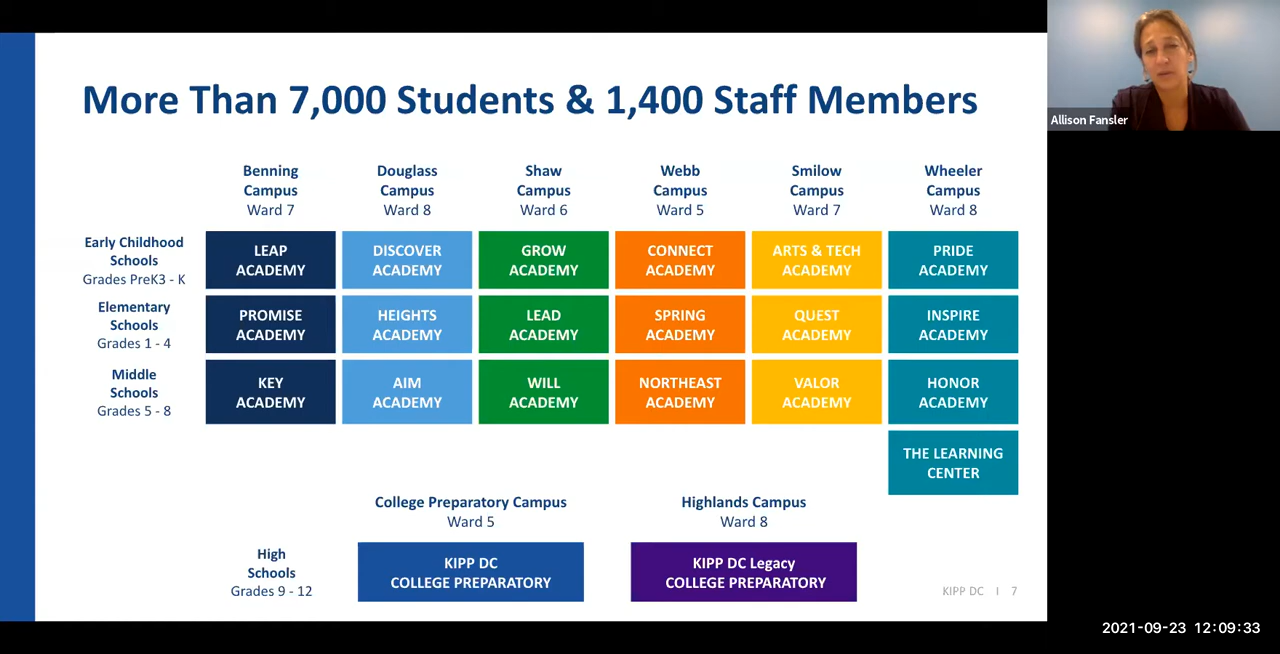 More Than 7,000 Students & 1,400 Staff Members
Allison Fansler
Benning
Campus
Ward 7
Douglass
Campus
Ward 8
Shaw
Campus
Ward 6
Webb
Campus
Ward 5
Smilow
Campus
Ward 7
Wheeler
Campus
Ward 8
Early Childhood
Schools
Grades PreK3 - K
LEAP
ACADEMY
DISCOVER
ACADEMY
GROW
ACADEMY
CONNECT
ACADEMY
ARTS & TECH
ACADEMY
PRIDE
ACADEMY
Elementary
Schools
Grades 1 - 4
PROMISE
ACADEMY
HEIGHTS
ACADEMY
LEAD
ACADEMY
SPRING
ACADEMY
QUEST
ACADEMY
INSPIRE
ACADEMY
Middle
Schools
Grades 5 - 8
KEY
ACADEMY
AIM
ACADEMY
WILL
ACADEMY
NORTHEAST
ACADEMY
VALOR
ACADEMY
HONOR
ACADEMY
THE LEARNING
CENTER
College Preparatory Campus
Ward 5
Highlands Campus
Ward 8
High
Schools
Grades 9 - 12
KIPP DC
COLLEGE PREPARATORY
KIPP DC Legacy
COLLEGE PREPARATORY
KIPP DC I 7
2021-09-23 12:09:33